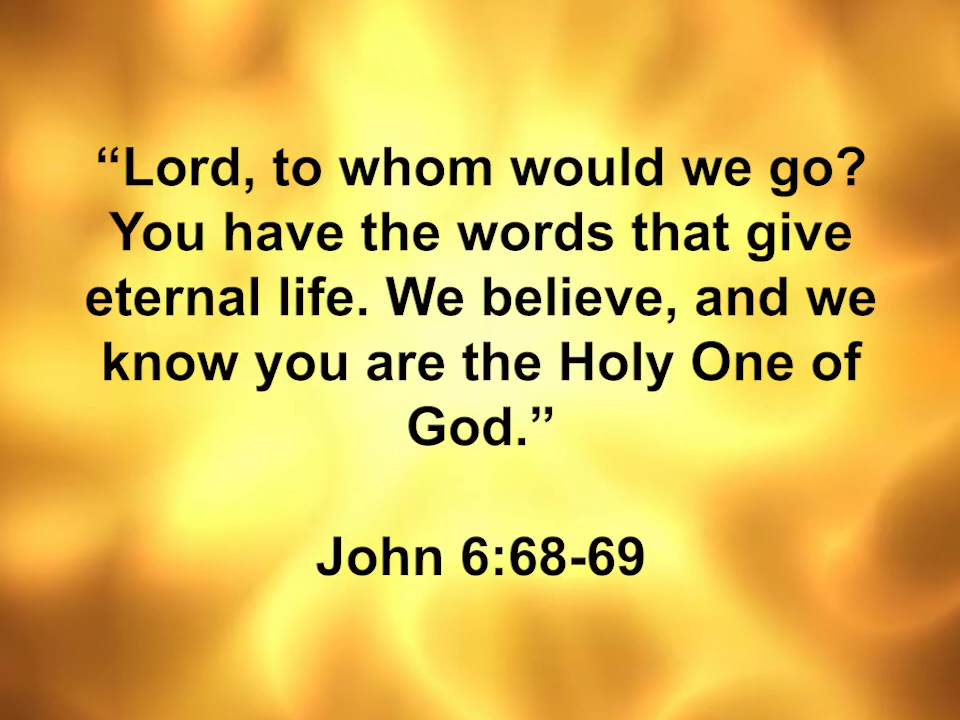 “Lord, to whom would we go?
You have the words that give
eternal life. We believe, and we
know you are the Holy One of
God.”
John 6:68-69